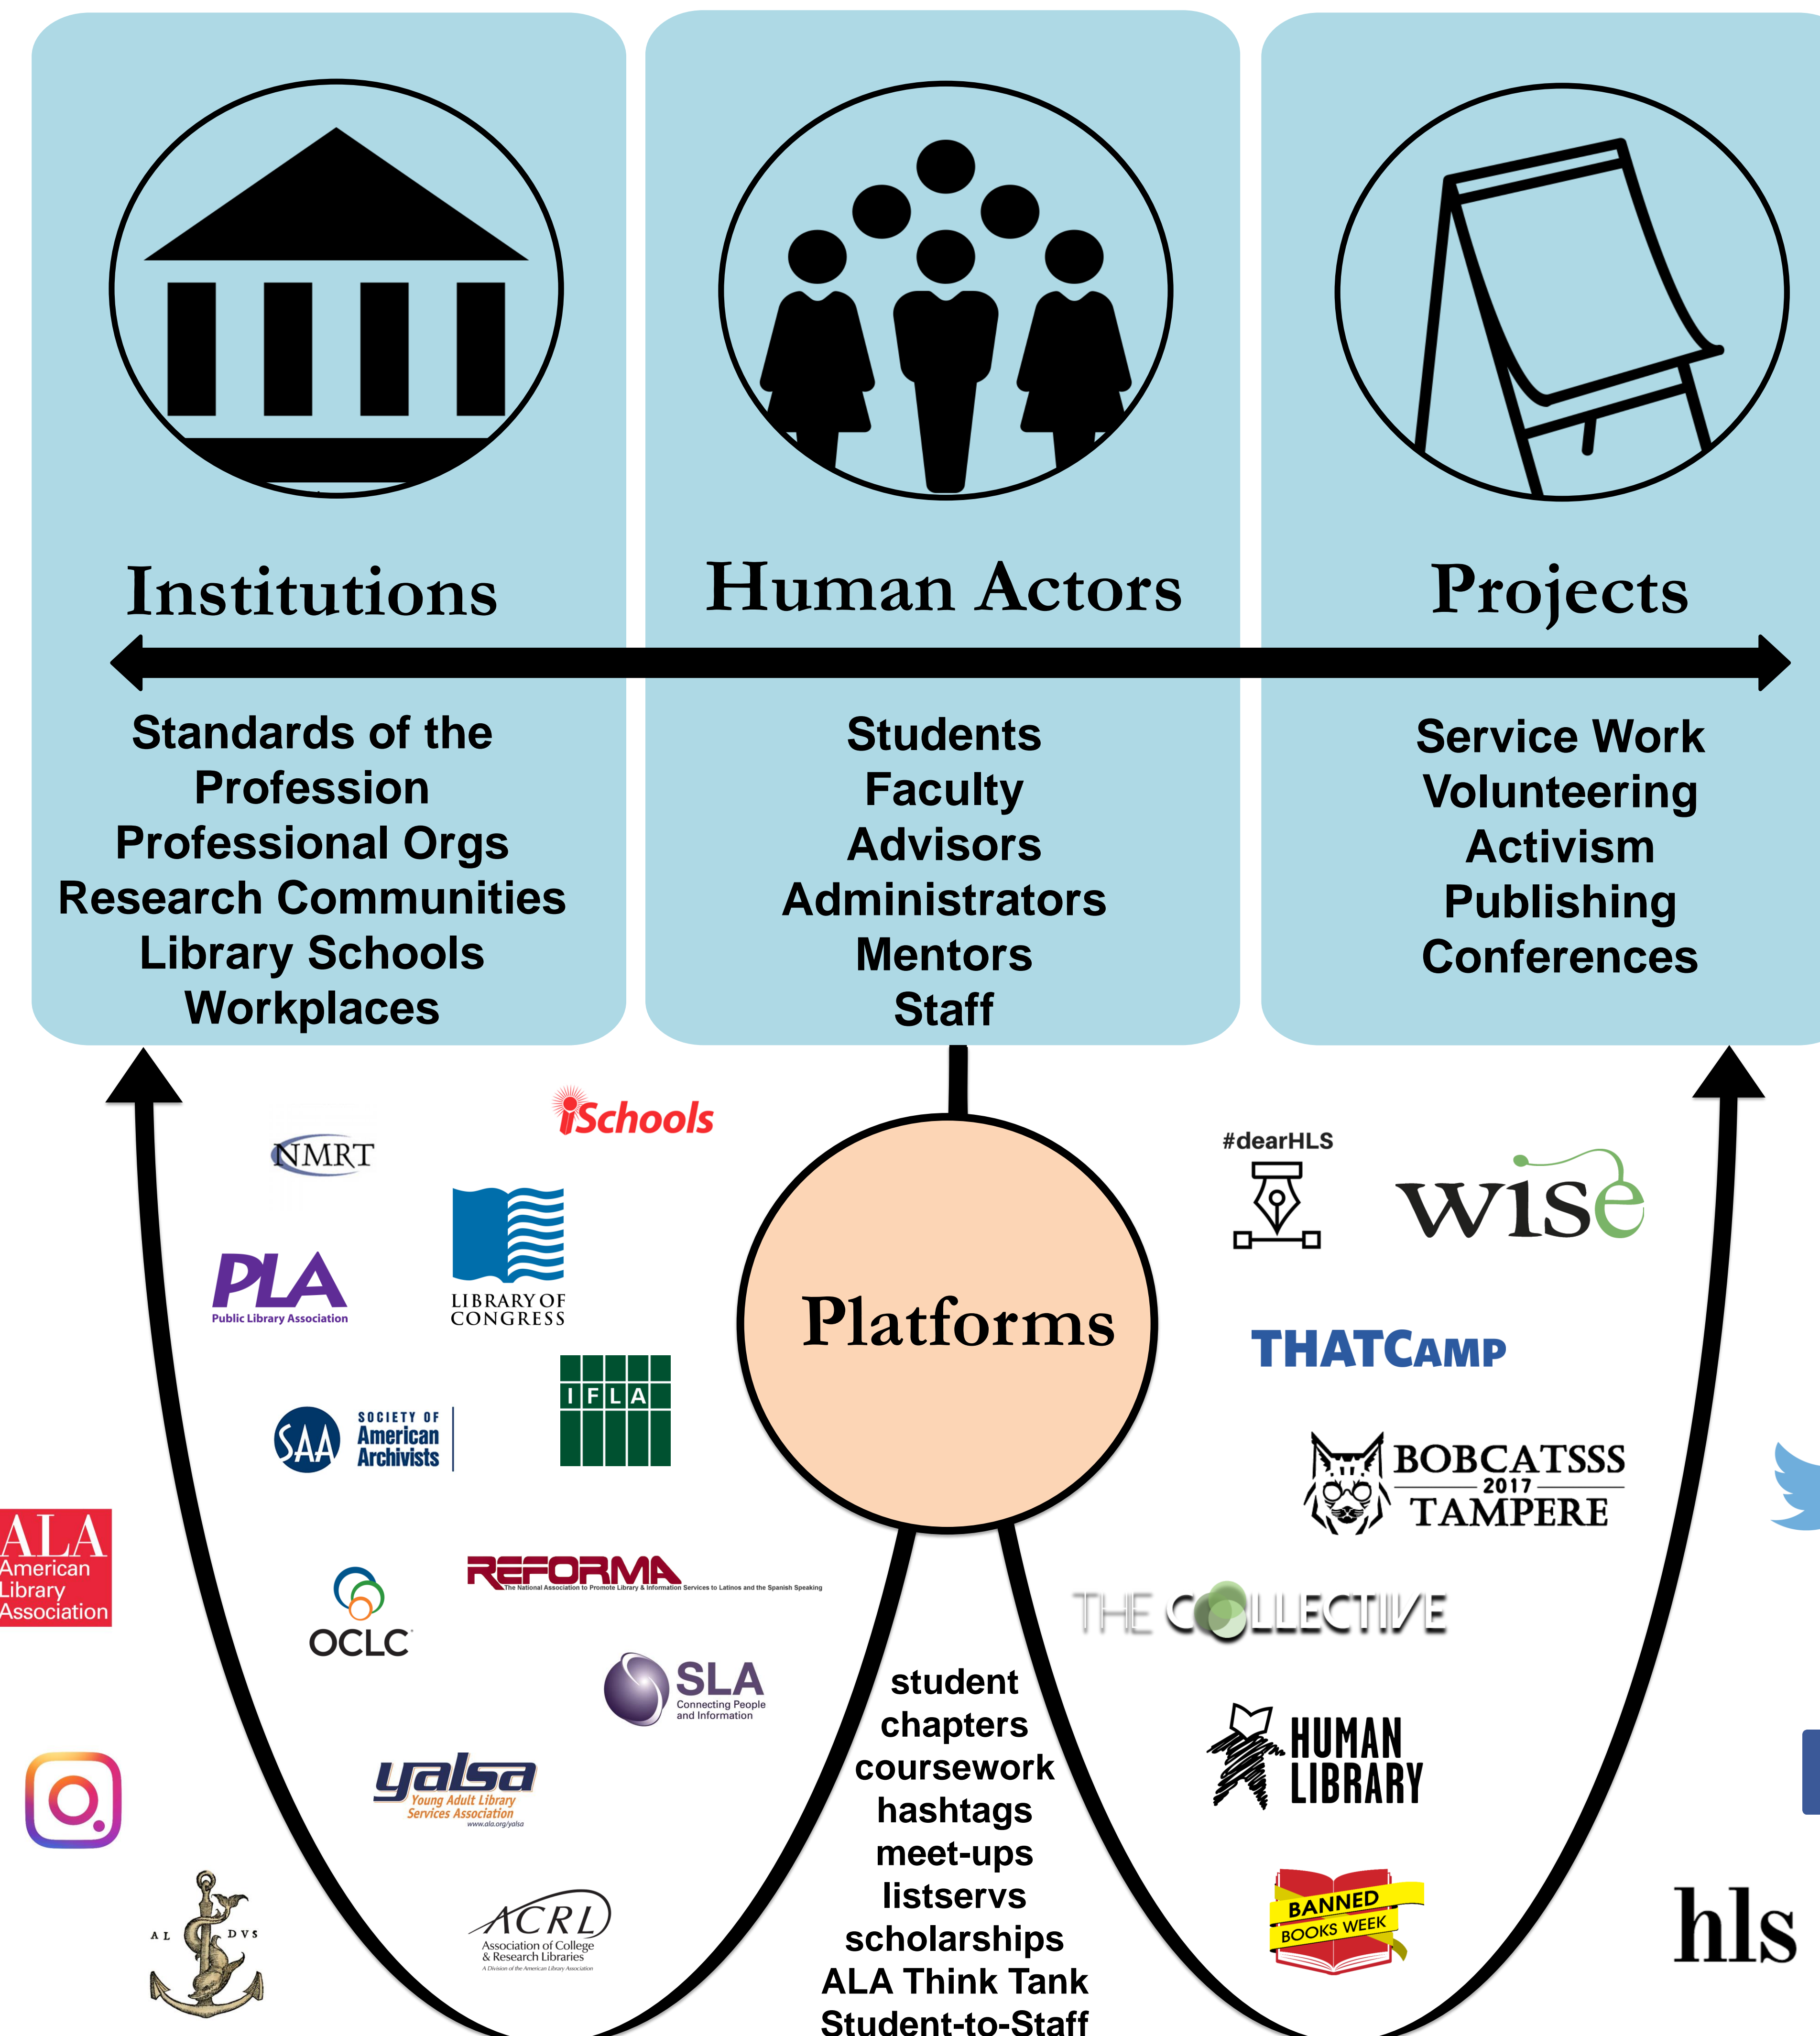 Institutions
Standards of the
Profession
Professional Orgs
Research Communities
Library Schools
Workplaces
Human Actors
Students
Faculty
Advisors
Administrators
Mentors
Staff
Projects
Service Work
Volunteering
Activism
Publishing
Conferences
NMRT
iSchools
PLA
Public Library Association
LIBRARY OF
CONGRESS
SAA
SOCIETY OF
American
Archivists
IFLA
ALA
American
Library
Association
OCLC
REFORMA
The National Association to Promote Library & Information Services to Latinos and the Spanish Speaking
SLA
Connecting People
and Information
yalsa
Young Adult Library
Services Association
www.ala.org/yalsa
AL DVS
ACRL
Association of College
& Research Libraries
A Division of the American Library Association
Platforms
student
chapters
coursework
hashtags
meet-ups
listservs
scholarships
ALA Think Tank
Student-to-Staff
#dearHLS
wise
THATCAMP
BOBCATSSS
2017
TAMPERE
THE COLLECTIVE
HUMAN
LIBRARY
BANNED
BOOKS WEEK
hls